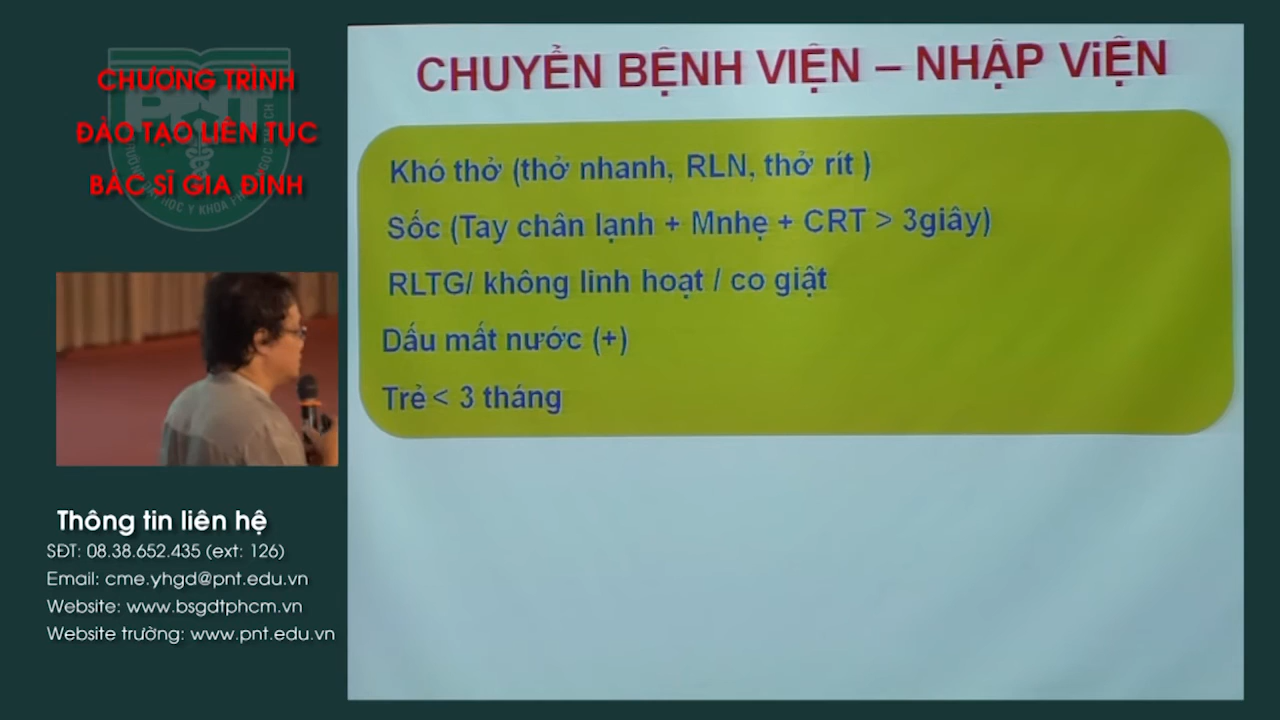 CHƯƠNG TRÌNH
ĐÀO TẠO LIÊN TỤC
BÁC SĨ GIA ĐÌNH
PNT
Thông tin liên hệ
SĐT: 08.38.652.435 (ext: 126)
Email: cme.yhgd@pnt.edu.vn
Website: www.bsgdtphcm.vn
Website trường: www.pnt.edu.vn
CHUYỂN BỆNH VIỆN – NHẬP ViỆN
Khó thở (thở nhanh, RLN, thở rít )
Sốc (Tay chân lạnh + Mnhẹ + CRT > 3giây)
RLTG/ không linh hoạt / co giật
Dấu mất nước (+)
Trẻ < 3 tháng